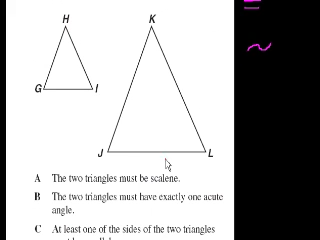 H
K
G
I
J
L
A The two triangles must be scalene.
B The two triangles must have exactly one acute
angle.
C At least one of the sides of the two triangles